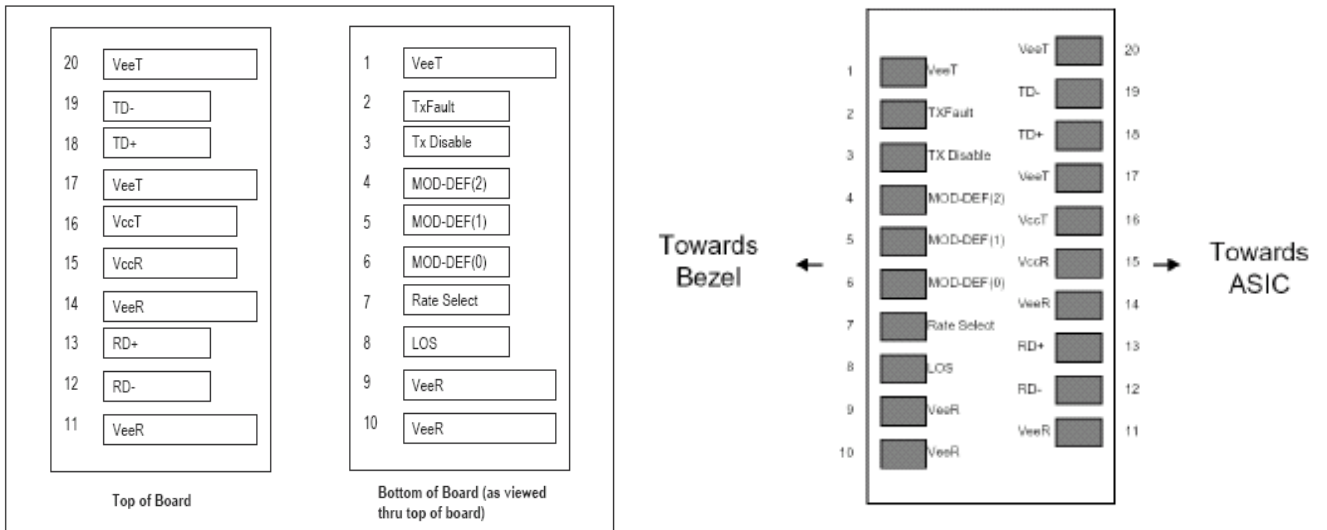 20 VeeT
19 TD-
18 TD+
17 VeeT
16 VccT
15 VccR
14 VeeR
13 RD+
12 RD-
11 VeeR
Top of Board
1 VeeT
2 TxFault
3 Tx Disable
4 MOD-DEF(2)
5 MOD-DEF(1)
6 MOD-DEF(0)
7 Rate Select
8 LOS
9 VeeR
10 VeeR
Bottom of Board (as viewed
thru top of board)
Towards
Bezel
1 VeeT
2 TXFault
3 TX Disable
4 MOD-DEF(2)
5 MOD-DEF(1)
6 MOD-DEF(0)
7 Rate Select
8 LOS
9 VeeR
10 VeeR
VeeT 20
TD- 19
TD+ 18
VeeT 17
VccT 16
VccR 15
VeeR 14
RD+ 13
RD- 12
VeeR 11
Towards
ASIC